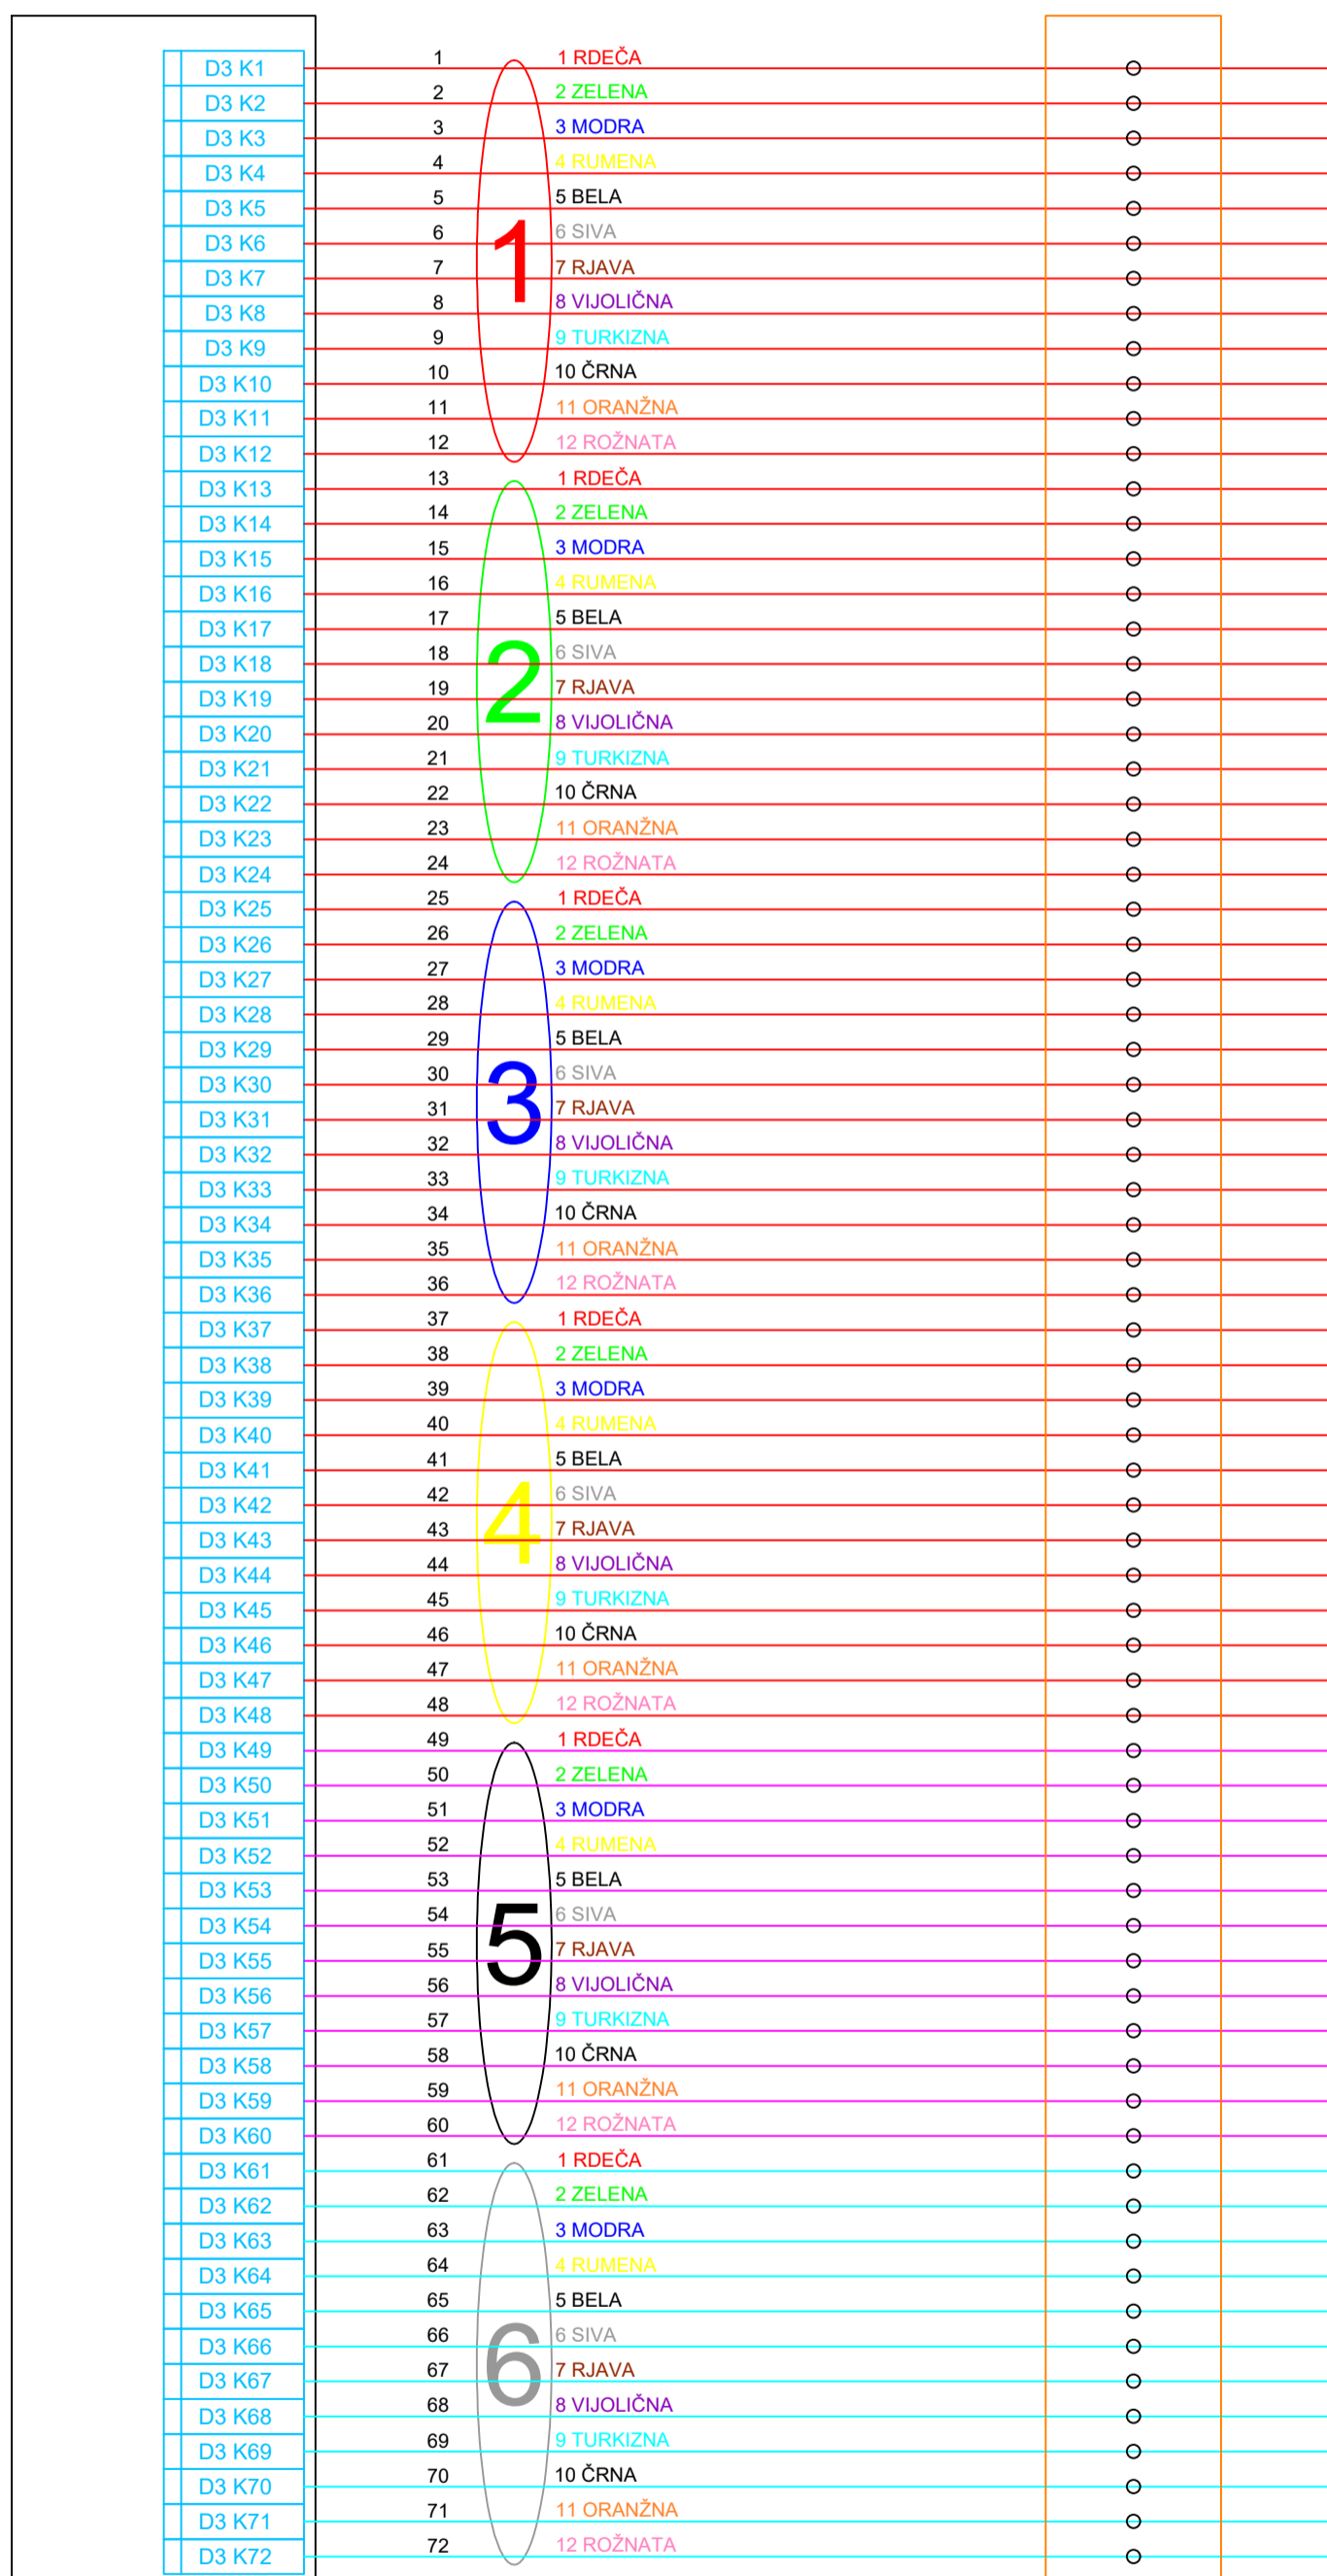 D3 K1 1 1 RDEČA
D3 K2 2 2 ZELENA
D3 K3 3 3 MODRA
D3 K4 4 4 RUMENA
D3 K5 5 5 BELA
D3 K6 6 6 SIVA
1
D3 K7 7 7 RJAVA
D3 K8 8 8 VIJOLIČNA
D3 K9 9 9 TURKIZNA
D3 K10 10 10 ČRNA
D3 K11 11 11 ORANŽNA
D3 K12 12 12 ROŽNATA
D3 K13 13 1 RDEČA
D3 K14 14 2 ZELENA
D3 K15 15 3 MODRA
D3 K16 16 4 RUMENA
D3 K17 17 5 BELA
D3 K18 18 6 SIVA
2
D3 K19 19 7 RJAVA
D3 K20 20 8 VIJOLIČNA
D3 K21 21 9 TURKIZNA
D3 K22 22 10 ČRNA
D3 K23 23 11 ORANŽNA
D3 K24 24 12 ROŽNATA
D3 K25 25 1 RDEČA
D3 K26 26 2 ZELENA
D3 K27 27 3 MODRA
D3 K28 28 4 RUMENA
D3 K29 29 5 BELA
D3 K30 30 6 SIVA
3
D3 K31 31 7 RJAVA
D3 K32 32 8 VIJOLIČNA
D3 K33 33 9 TURKIZNA
D3 K34 34 10 ČRNA
D3 K35 35 11 ORANŽNA
D3 K36 36 12 ROŽNATA
D3 K37 37 1 RDEČA
D3 K38 38 2 ZELENA
D3 K39 39 3 MODRA
D3 K40 40 4 RUMENA
D3 K41 41 5 BELA
D3 K42 42 6 SIVA
4
D3 K43 43 7 RJAVA
D3 K44 44 8 VIJOLIČNA
D3 K45 45 9 TURKIZNA
D3 K46 46 10 ČRNA
D3 K47 47 11 ORANŽNA
D3 K48 48 12 ROŽNATA
D3 K49 49 1 RDEČA
D3 K50 50 2 ZELENA
D3 K51 51 3 MODRA
D3 K52 52 4 RUMENA
D3 K53 53 5 BELA
D3 K54 54 6 SIVA
5
D3 K55 55 7 RJAVA
D3 K56 56 8 VIJOLIČNA
D3 K57 57 9 TURKIZNA
D3 K58 58 10 ČRNA
D3 K59 59 11 ORANŽNA
D3 K60 60 12 ROŽNATA
D3 K61 61 1 RDEČA
D3 K62 62 2 ZELENA
D3 K63 63 3 MODRA
D3 K64 64 4 RUMENA
D3 K65 65 5 BELA
D3 K66 66 6 SIVA
6
D3 K67 67 7 RJAVA
D3 K68 68 8 VIJOLIČNA
D3 K69 69 9 TURKIZNA
D3 K70 70 10 ČRNA
D3 K71 71 11 ORANŽNA
D3 K72 72 12 ROŽNATA